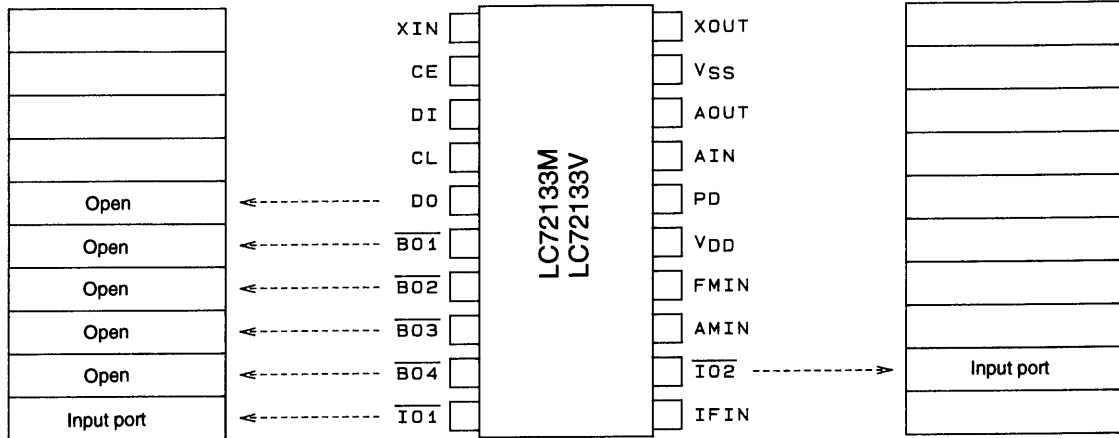 XIN XOUT
CE VSS
DI AOUT
CL AIN
Open DO PD
Open BO1 VDD
Open BO2 FMIN
Open BO3 AMIN
Open BO4 IO2 Input port
Input port IO1 IFIN
LC72133M
LC72133V